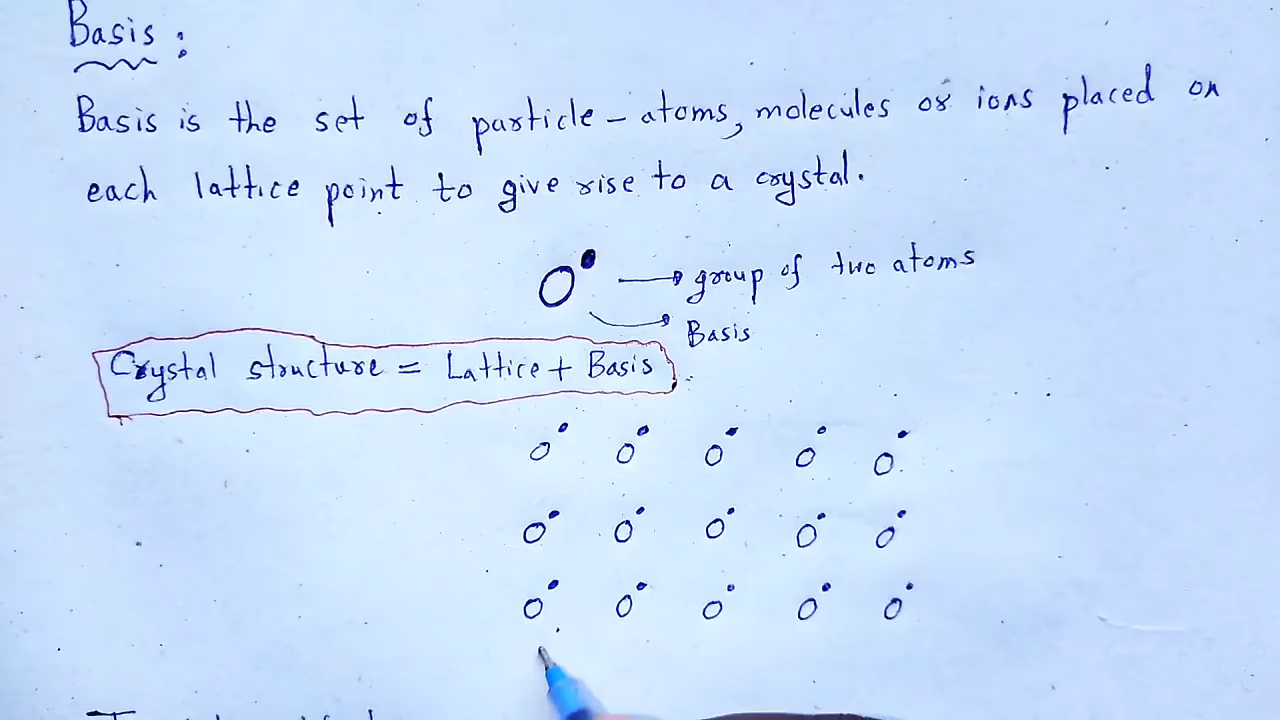 Basis :
Basis is the set of particle - atoms, molecules or ions placed on
each lattice point to give rise to a crystal.
→ group of two atoms
Basis
Crystal structure = Lattice + Basis